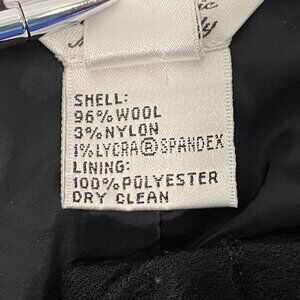 SHELL:
96% WOOL
3% NYLON
1% LYCRA® SPANDEX
LINING:
100% POLYESTER
DRY CLEAN